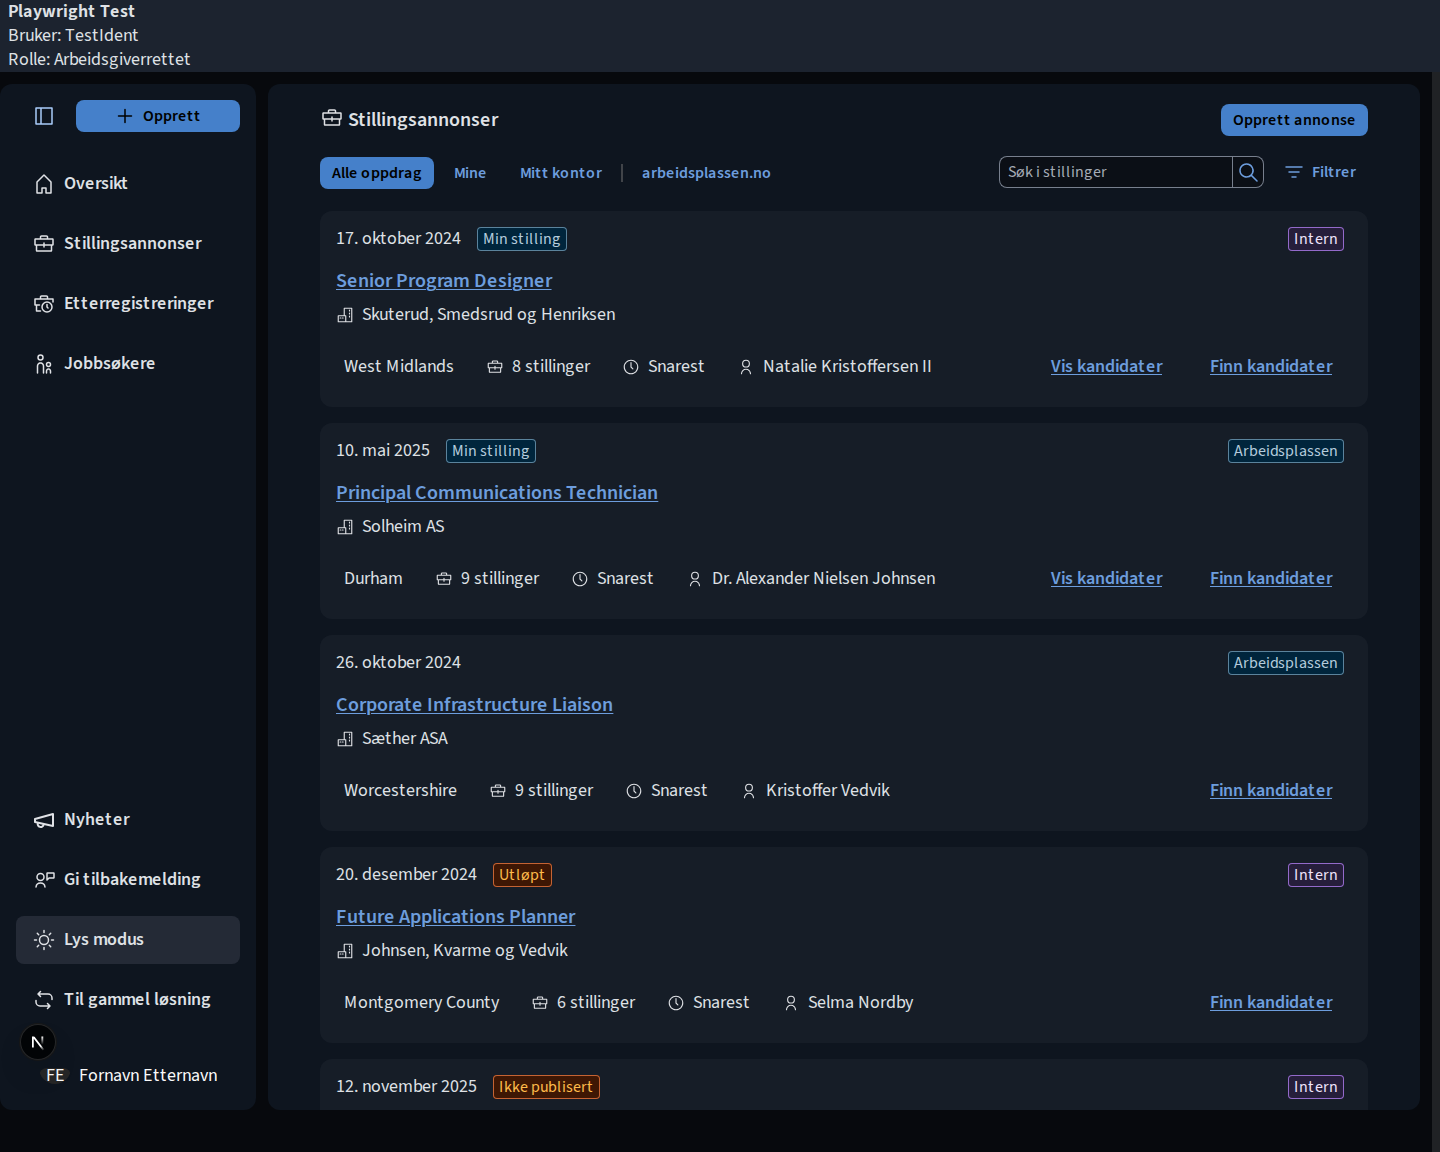 Playwright Test
Bruker: TestIdent
Rolle: Arbeidsgiverrettet
Opprett
Oversikt
Stillingsannonser
Etterregistreringer
Jobbsøkere
Nyheter
Gi tilbakemelding
Lys modus
Til gammel løsning
N
FE Fornavn Etternavn
Stillingsannonser
Opprett annonse
Alle oppdrag Mine Mitt kontor arbeidsplassen.no Søk i stillinger Filtrer
17. oktober 2024 Min stilling Intern
Senior Program Designer
Skuterud, Smedsrud og Henriksen
West Midlands 8 stillinger Snarest Natalie Kristoffersen II Vis kandidater Finn kandidater
10. mai 2025 Min stilling Arbeidsplassen
Principal Communications Technician
Solheim AS
Durham 9 stillinger Snarest Dr. Alexander Nielsen Johnsen Vis kandidater Finn kandidater
26. oktober 2024 Arbeidsplassen
Corporate Infrastructure Liaison
Sæther ASA
Worcestershire 9 stillinger Snarest Kristoffer Vedvik Finn kandidater
20. desember 2024 Utløpt Intern
Future Applications Planner
Johnsen, Kvarme og Vedvik
Montgomery County 6 stillinger Snarest Selma Nordby Finn kandidater
12. november 2025 Ikke publisert Intern